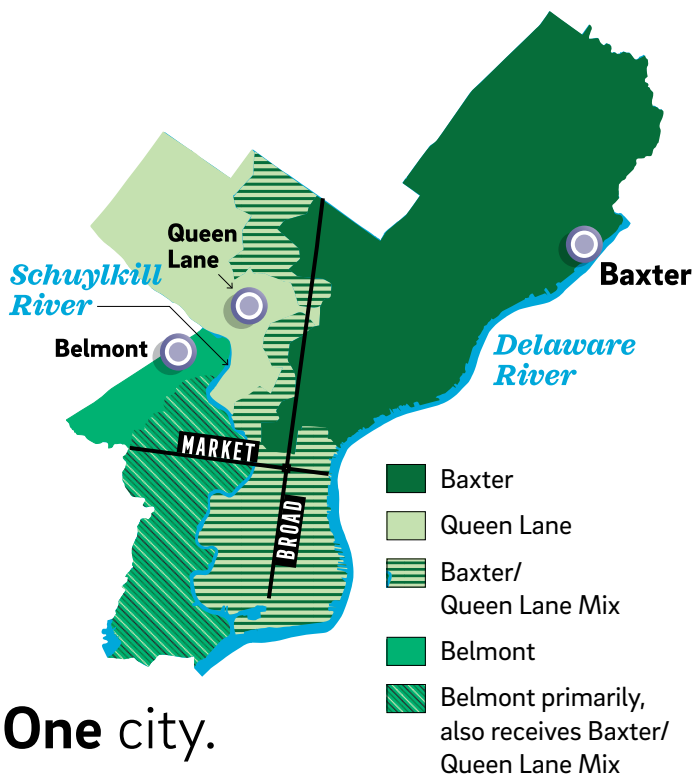 Queen
Lane
Schuylkill
River
Belmont
Baxter
Delaware
River
MARKET
BROAD
Baxter
Queen Lane
Baxter/
Queen Lane Mix
Belmont
Belmont primarily,
also receives Baxter/
Queen Lane Mix
One city.